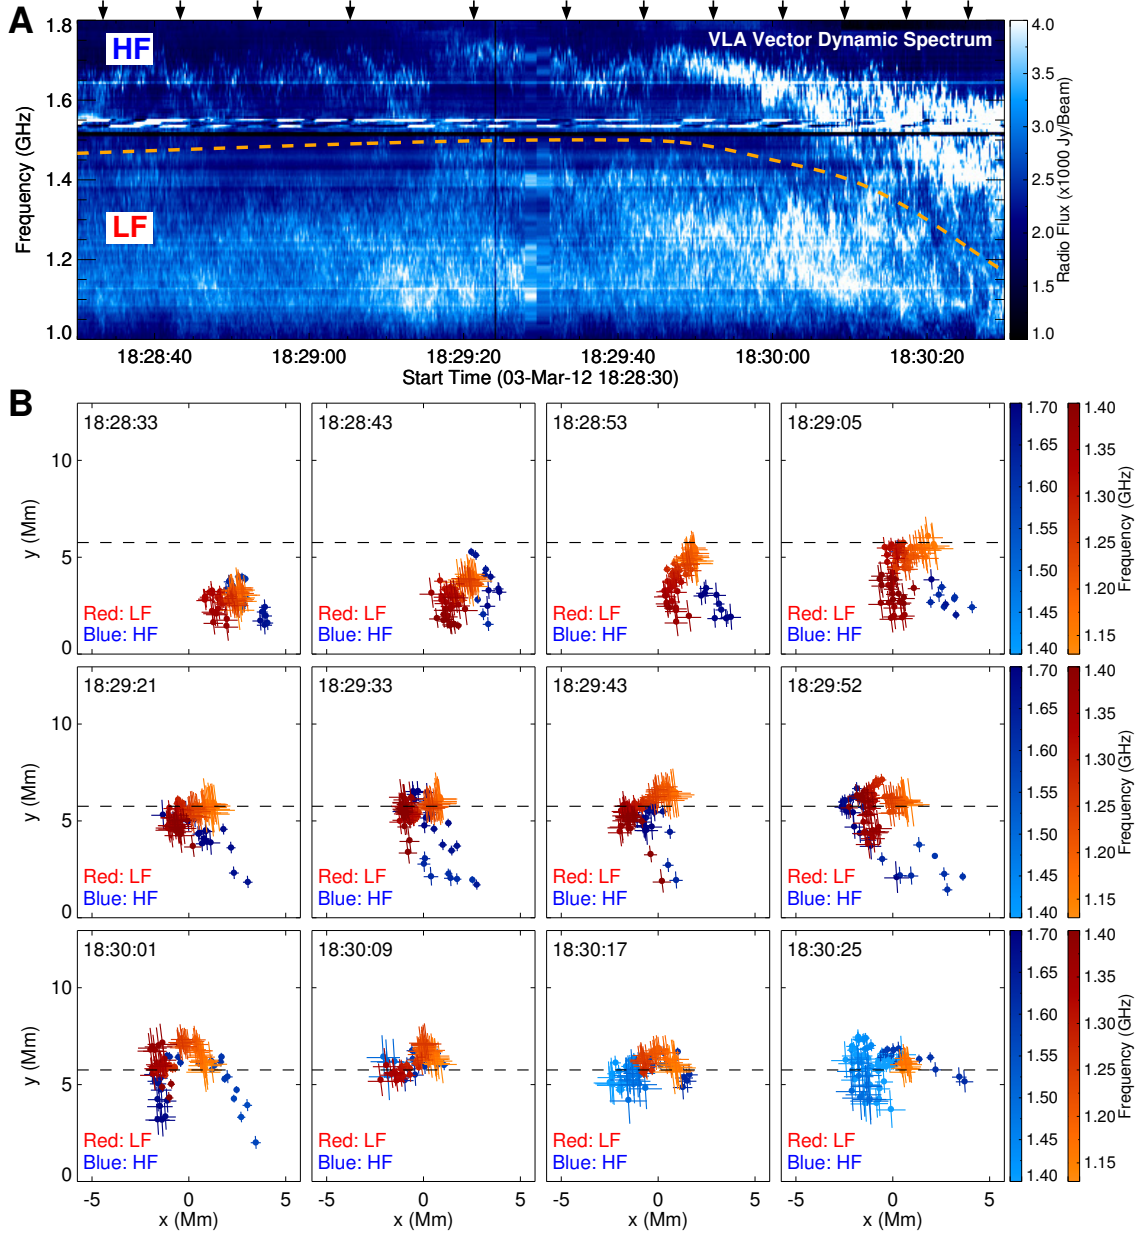 A
HF
VLA Vector Dynamic Spectrum
LF
Frequency (GHz)
1.8
1.6
1.4
1.2
1.0
18:28:40 18:29:00 18:29:20 18:29:40 18:30:00 18:30:20
Start Time (03-Mar-12 18:28:30)
4.0
3.5
3.0
2.5
2.0
1.5
1.0
Radio Flux (x1000 Jy/Beam)
B
18:28:33 18:28:43 18:28:53 18:29:05
Red: LF Red: LF Red: LF Red: LF
Blue: HF Blue: HF Blue: HF Blue: HF
y (Mm)
10
5
0
1.70
1.65
1.60
1.55
1.50
1.45
1.40
1.40
1.35
1.30
1.25
1.20
1.15
Frequency (GHz)
18:29:21 18:29:33 18:29:43 18:29:52
Red: LF Red: LF Red: LF Red: LF
Blue: HF Blue: HF Blue: HF Blue: HF
y (Mm)
10
5
0
1.70
1.65
1.60
1.55
1.50
1.45
1.40
1.40
1.35
1.30
1.25
1.20
1.15
Frequency (GHz)
18:30:01 18:30:09 18:30:17 18:30:25
Red: LF Red: LF Red: LF Red: LF
Blue: HF Blue: HF Blue: HF Blue: HF
y (Mm)
10
5
0
1.70
1.65
1.60
1.55
1.50
1.45
1.40
1.40
1.35
1.30
1.25
1.20
1.15
Frequency (GHz)
-5 0 5 -5 0 5 -5 0 5 -5 0 5
x (Mm) x (Mm) x (Mm) x (Mm)